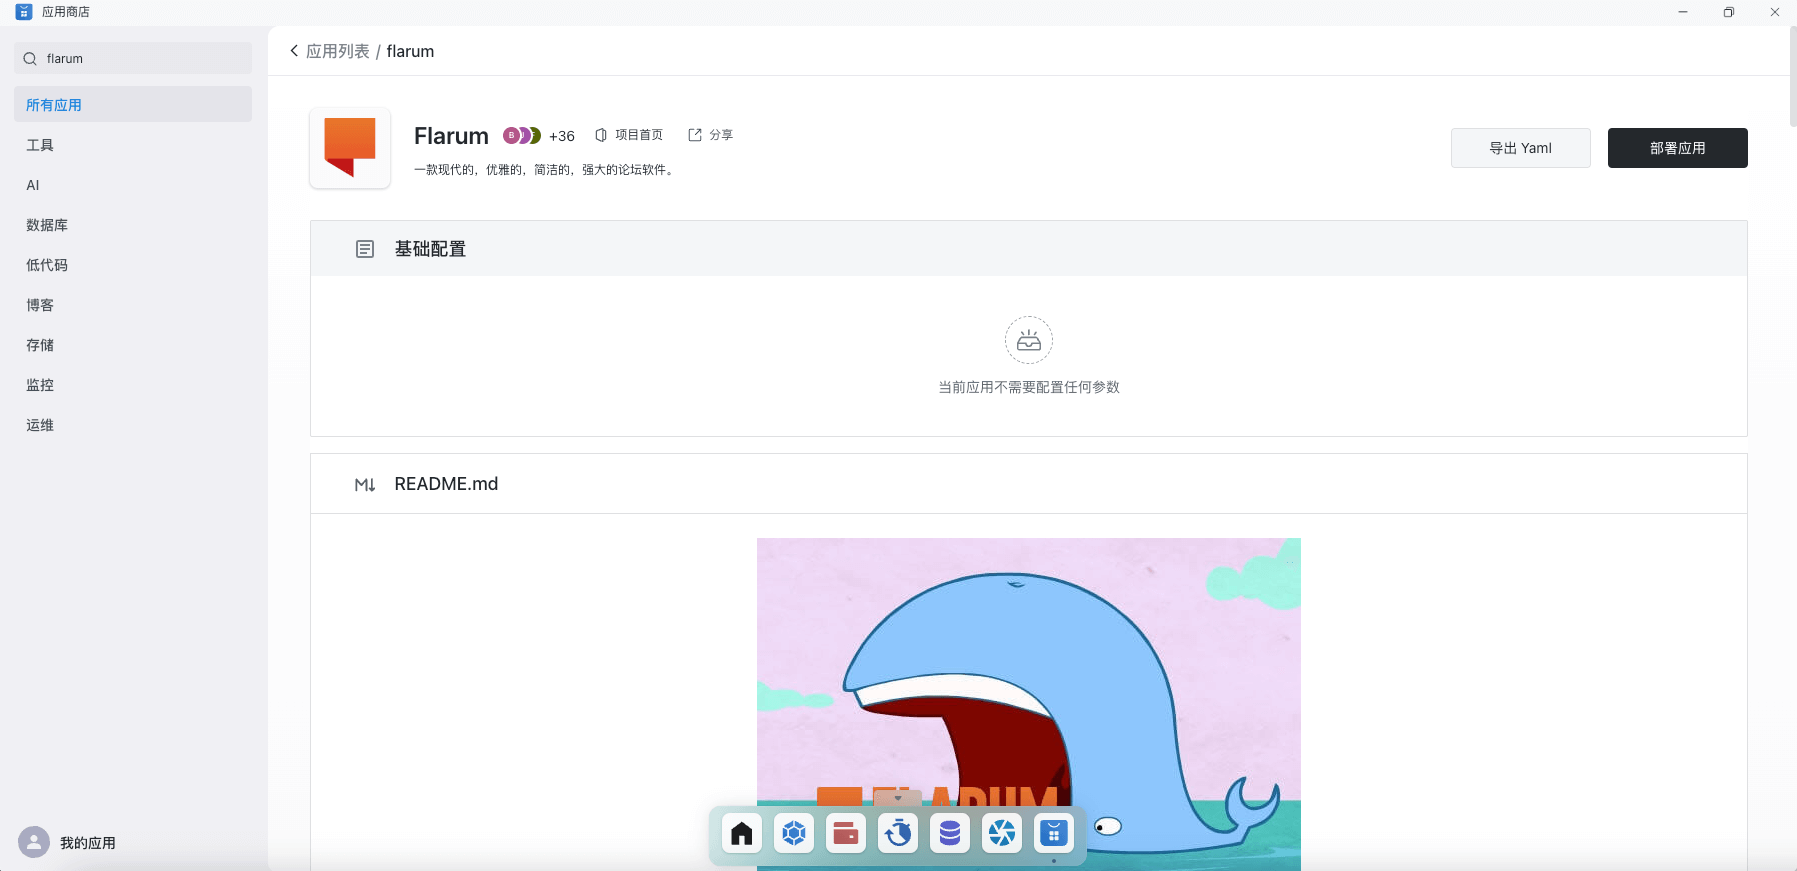 应用商店
flarum
所有应用
工具
AI
数据库
低代码
博客
存储
监控
运维
我的应用
应用列表 / flarum
Flarum
B
+36
项目首页
分享
一款现代的，优雅的，简洁的，强大的论坛软件。
导出 Yaml
部署应用
基础配置
当前应用不需要配置任何参数
README.md
FLARUM